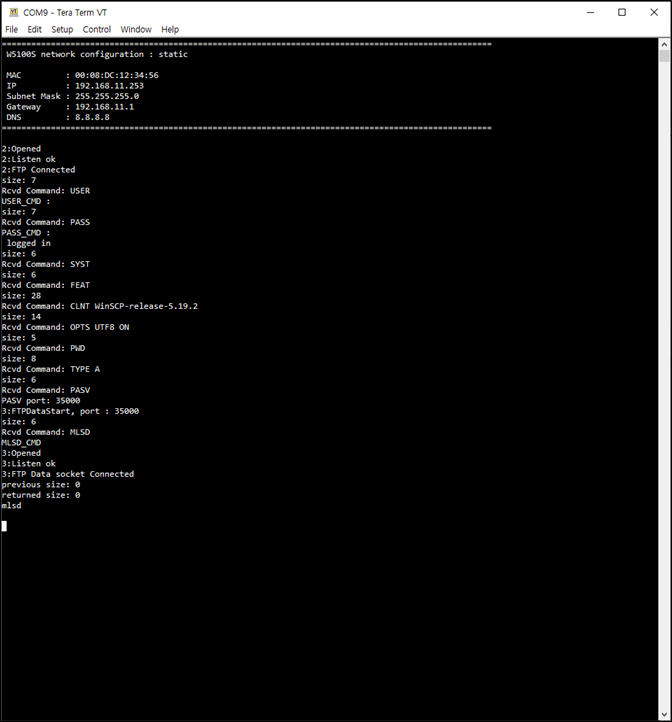 COM9 - Tera Term VT
File Edit Setup Control Window Help
====================================================================================================
W5100S network configuration : static
MAC : 00:08:DC:12:34:56
IP : 192.168.11.253
Subnet Mask : 255.255.255.0
Gateway : 192.168.11.1
DNS : 8.8.8.8
====================================================================================================
2:Opened
2:Listen ok
2:FTP Connected
size: 7
Rcvd Command: USER
USER_CMD :
size: 7
Rcvd Command: PASS
PASS_CMD :
logged in
size: 6
Rcvd Command: SYST
size: 6
Rcvd Command: FEAT
size: 28
Rcvd Command: CLNT WinSCP-release-5.19.2
size: 14
Rcvd Command: OPTS UTF8 ON
size: 5
Rcvd Command: PWD
size: 8
Rcvd Command: TYPE A
size: 6
Rcvd Command: PASV
PASV port: 35000
3:FTPDataStart, port : 35000
size: 6
Rcvd Command: MLSD
MLSD_CMD
3:Opened
3:Listen ok
3:FTP Data socket Connected
previous size: 0
returned size: 0
mlsd